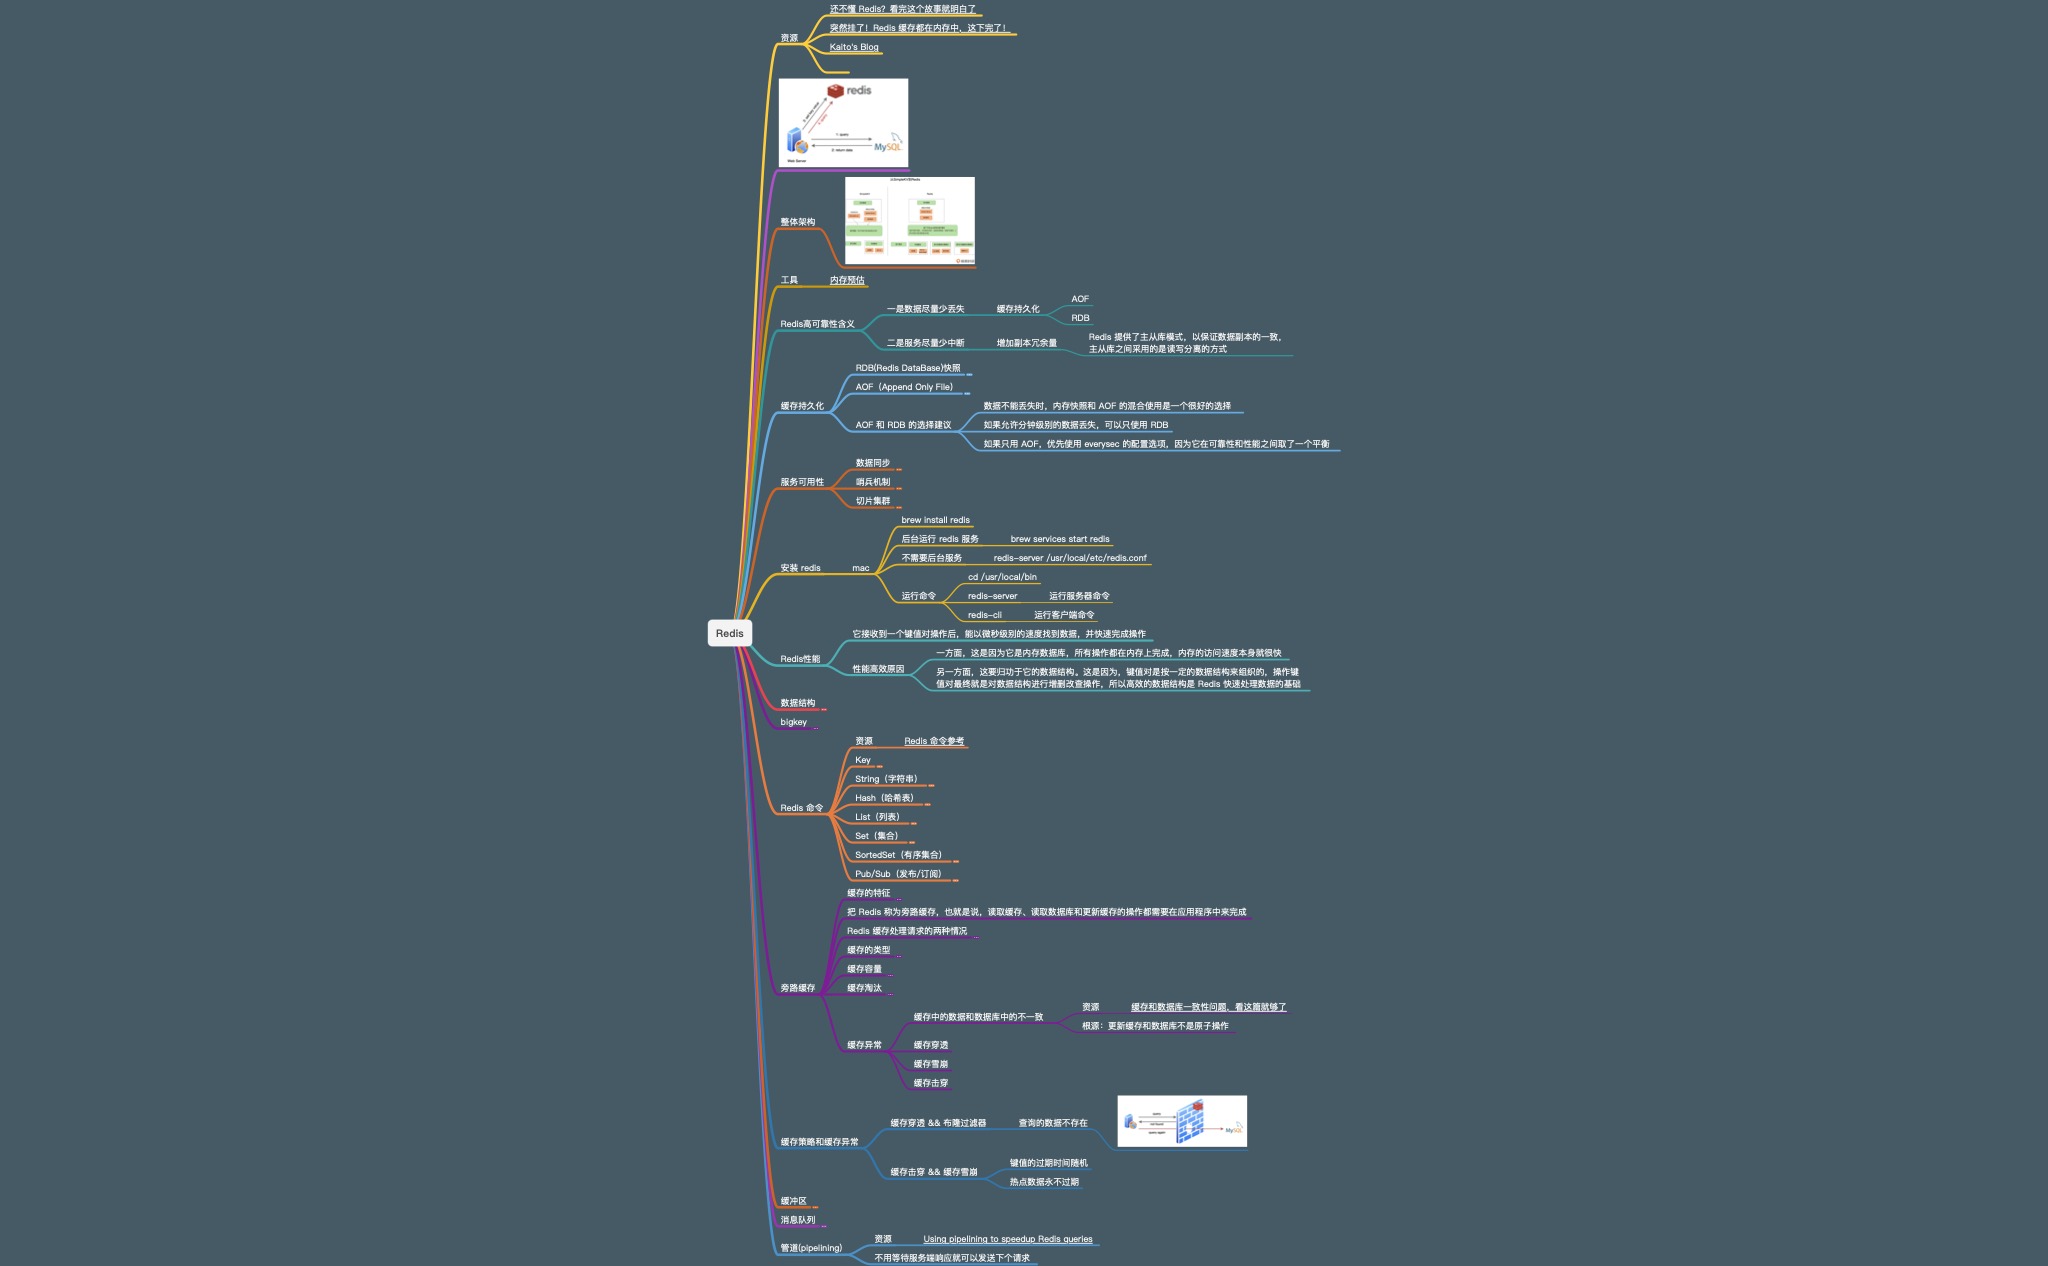 还不懂 Redis？看完这个故事就明白了
突然挂了！Redis 缓存都在内存中，这下完了！
资源
Kaito's Blog
redis
1: query
2: return data
MySQL
Web Server
整体架构
工具
内存预估
Redis高可靠性含义
一是数据尽量少丢失
缓存持久化
AOF
RDB
二是服务尽量少中断
增加副本冗余量
Redis 提供了主从库模式，以保证数据副本的一致，
主从库之间采用的是读写分离的方式
缓存持久化
RDB(Redis DataBase)快照
AOF（Append Only File）
AOF 和 RDB 的选择建议
数据不能丢失时，内存快照和 AOF 的混合使用是一个很好的选择
如果允许分钟级别的数据丢失，可以只使用 RDB
如果只用 AOF，优先使用 everysec 的配置选项，因为它在可靠性和性能之间取了一个平衡
服务可用性
数据同步
哨兵机制
切片集群
安装 redis
mac
brew install redis
后台运行 redis 服务
brew services start redis
不需要后台服务
redis-server /usr/local/etc/redis.conf
运行命令
cd /usr/local/bin
redis-server
运行服务器命令
redis-cli
运行客户端命令
Redis
Redis性能
它接收到一个键值对操作后，能以微秒级别的速度找到数据，并快速完成操作
性能高效原因
一方面，这是因为它是内存数据库，所有操作都在内存上完成，内存的访问速度本身就很快
另一方面，这要归功于它的数据结构。这是因为，键值对是按一定的数据结构来组织的，操作键
值对最终就是对数据结构进行增删改查操作，所以高效的数据结构是 Redis 快速处理数据的基础
数据结构
bigkey
Redis 命令
资源
Redis 命令参考
Key
String（字符串）
Hash（哈希表）
List（列表）
Set（集合）
SortedSet（有序集合）
Pub/Sub（发布/订阅）
旁路缓存
缓存的特征
把 Redis 称为旁路缓存，也就是说，读取缓存、读取数据库和更新缓存的操作都需要在应用程序中来完成
Redis 缓存处理请求的两种情况
缓存的类型
缓存容量
缓存淘汰
缓存异常
缓存中的数据和数据库中的不一致
资源
缓存和数据库一致性问题，看这篇就够了
根源：更新缓存和数据库不是原子操作
缓存穿透
缓存雪崩
缓存击穿
缓存策略和缓存异常
缓存穿透 && 布隆过滤器
查询的数据不存在
query
not found
query again
MySQL
缓存击穿 && 缓存雪崩
键值的过期时间随机
热点数据永不过期
缓冲区
消息队列
管道(pipelining)
资源
Using pipelining to speedup Redis queries
不用等待服务端响应就可以发送下个请求